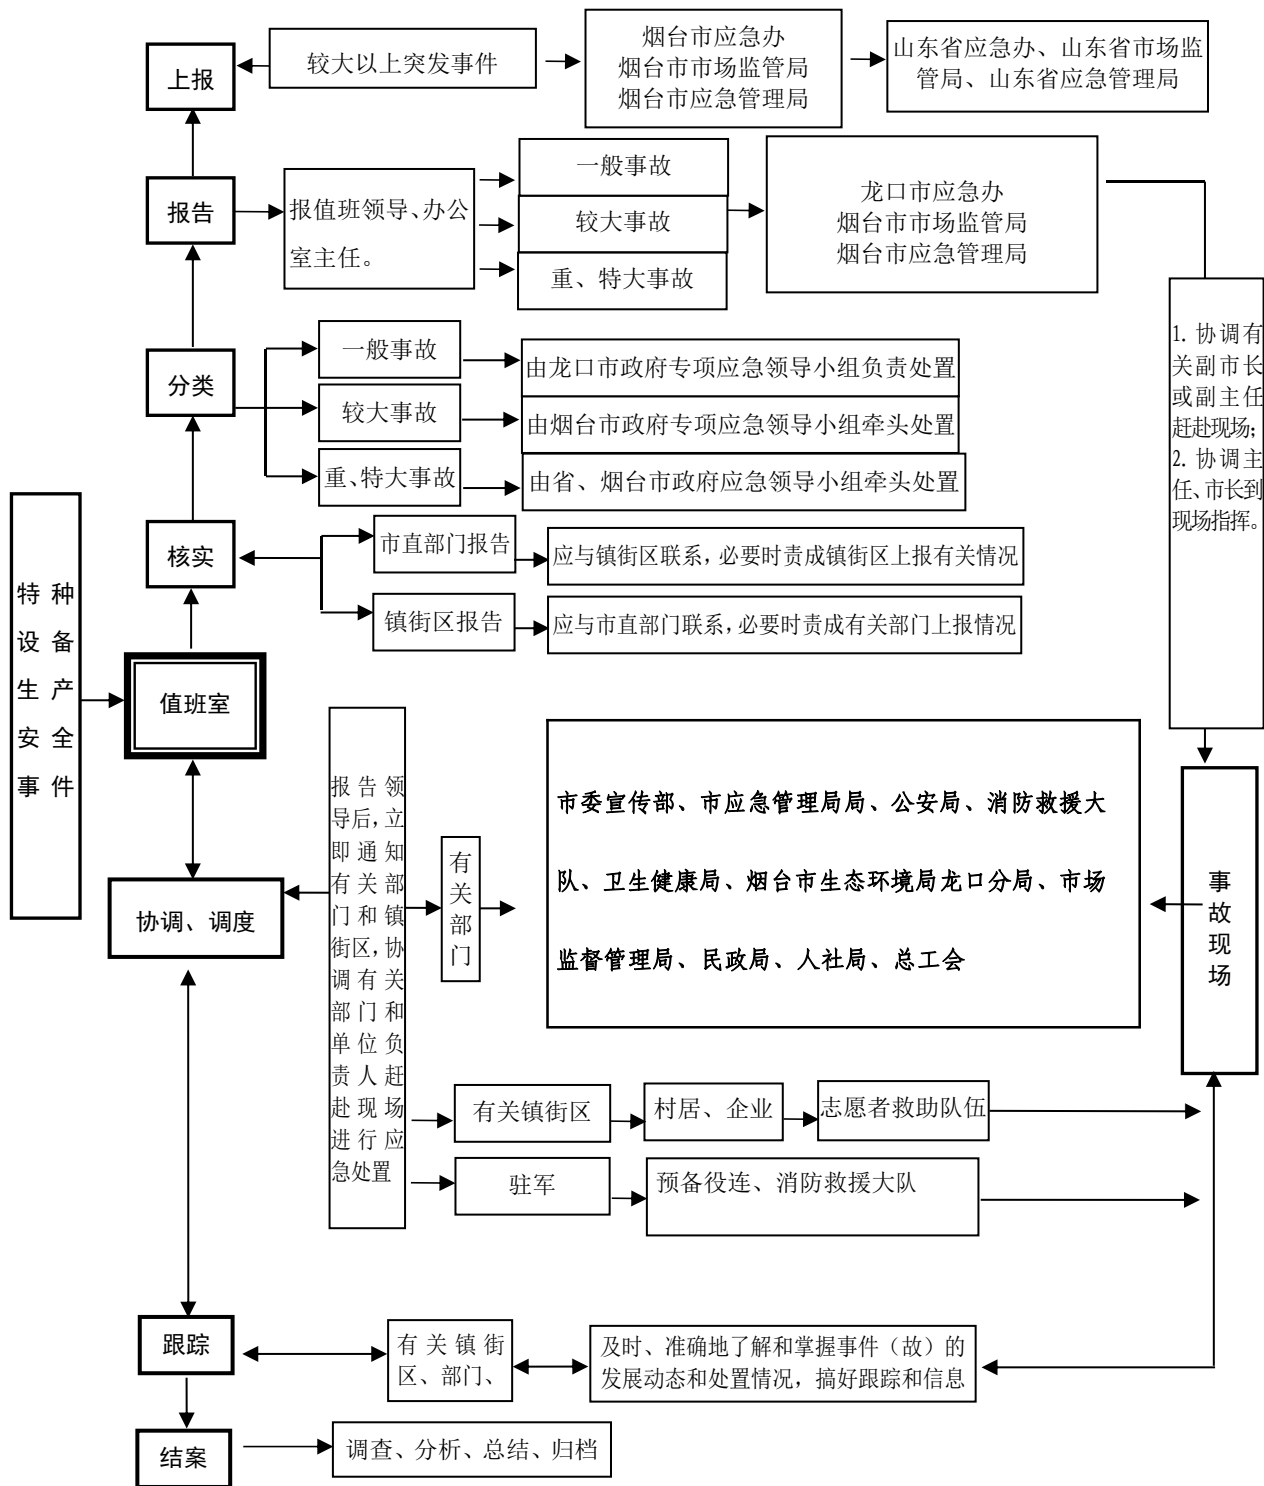 上报
较大以上突发事件
烟台市应急办
烟台市市场监管局
烟台市应急管理局
山东省应急办、山东省市场监
管局、山东省应急管理局
报告
报值班领导、办公
室主任。
一般事故
较大事故
重、特大事故
龙口市应急办
烟台市市场监管局
烟台市应急管理局
1. 协调有
关副市长
或副主任
赶赴现场;
2. 协调主
任、市长到
现场指挥。
分类
一般事故
由龙口市政府专项应急领导小组负责处置
较大事故
由烟台市政府专项应急领导小组牵头处置
重、特大事故
由省、烟台市政府应急领导小组牵头处置
核实
市直部门报告
应与镇街区联系，必要时责成镇街区上报有关情况
镇街区报告
应与市直部门联系，必要时责成有关部门上报情况
特种
设备
生产
安全
事件
值班室
协调、调度
报告领
导后，立
即通知
有关部
门和镇
街区，协
调有关
部门和
单位负
责人赶
赴现场
进行应
急处置
有关部门
市委宣传部、市应急管理局局、公安局、消防救援大
队、卫生健康局、烟台市生态环境局龙口分局、市场
监督管理局、民政局、人社局、总工会
事故现场
有关镇街区
村居、企业
志愿者救助队伍
驻军
预备役连、消防救援大队
跟踪
有关镇街
区、部门、
及时、准确地了解和掌握事件（故）的
发展动态和处置情况，搞好跟踪和信息
结案
调查、分析、总结、归档